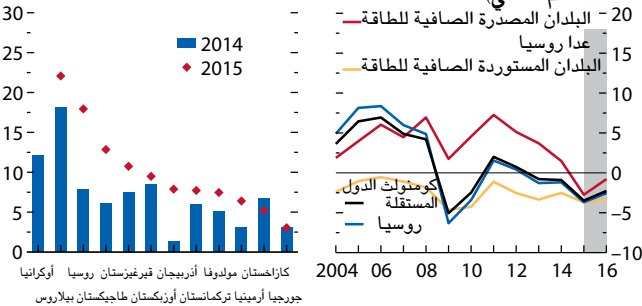 30
25
20
15
10
5
0
2014
2015
كازاخستان مولدوفا أذربيجان قيرغيزستان روسيا أوكرانيا
جورجيا أرمينيا تركمانستان أوزبكستان طاجيكستان بيلاروس
البلدان المصدرة الصافية للطاقة
عدا روسيا
البلدان المستوردة الصافية للطاقة
كومنولث الدول
المستقلة
روسيا
20
15
10
5
0
−5
−10
2004 06 08 10 12 14 16